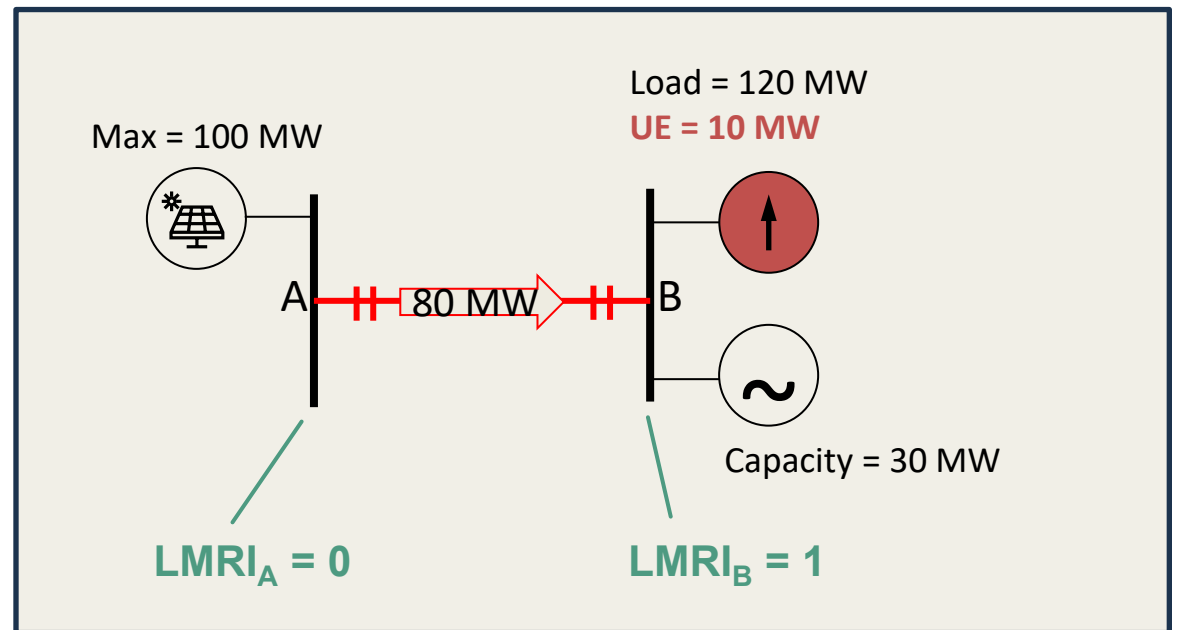 Load = 120 MW
UE = 10 MW
Max = 100 MW
A
80 MW
B
Capacity = 30 MW
LMRIA = 0
LMRIB = 1